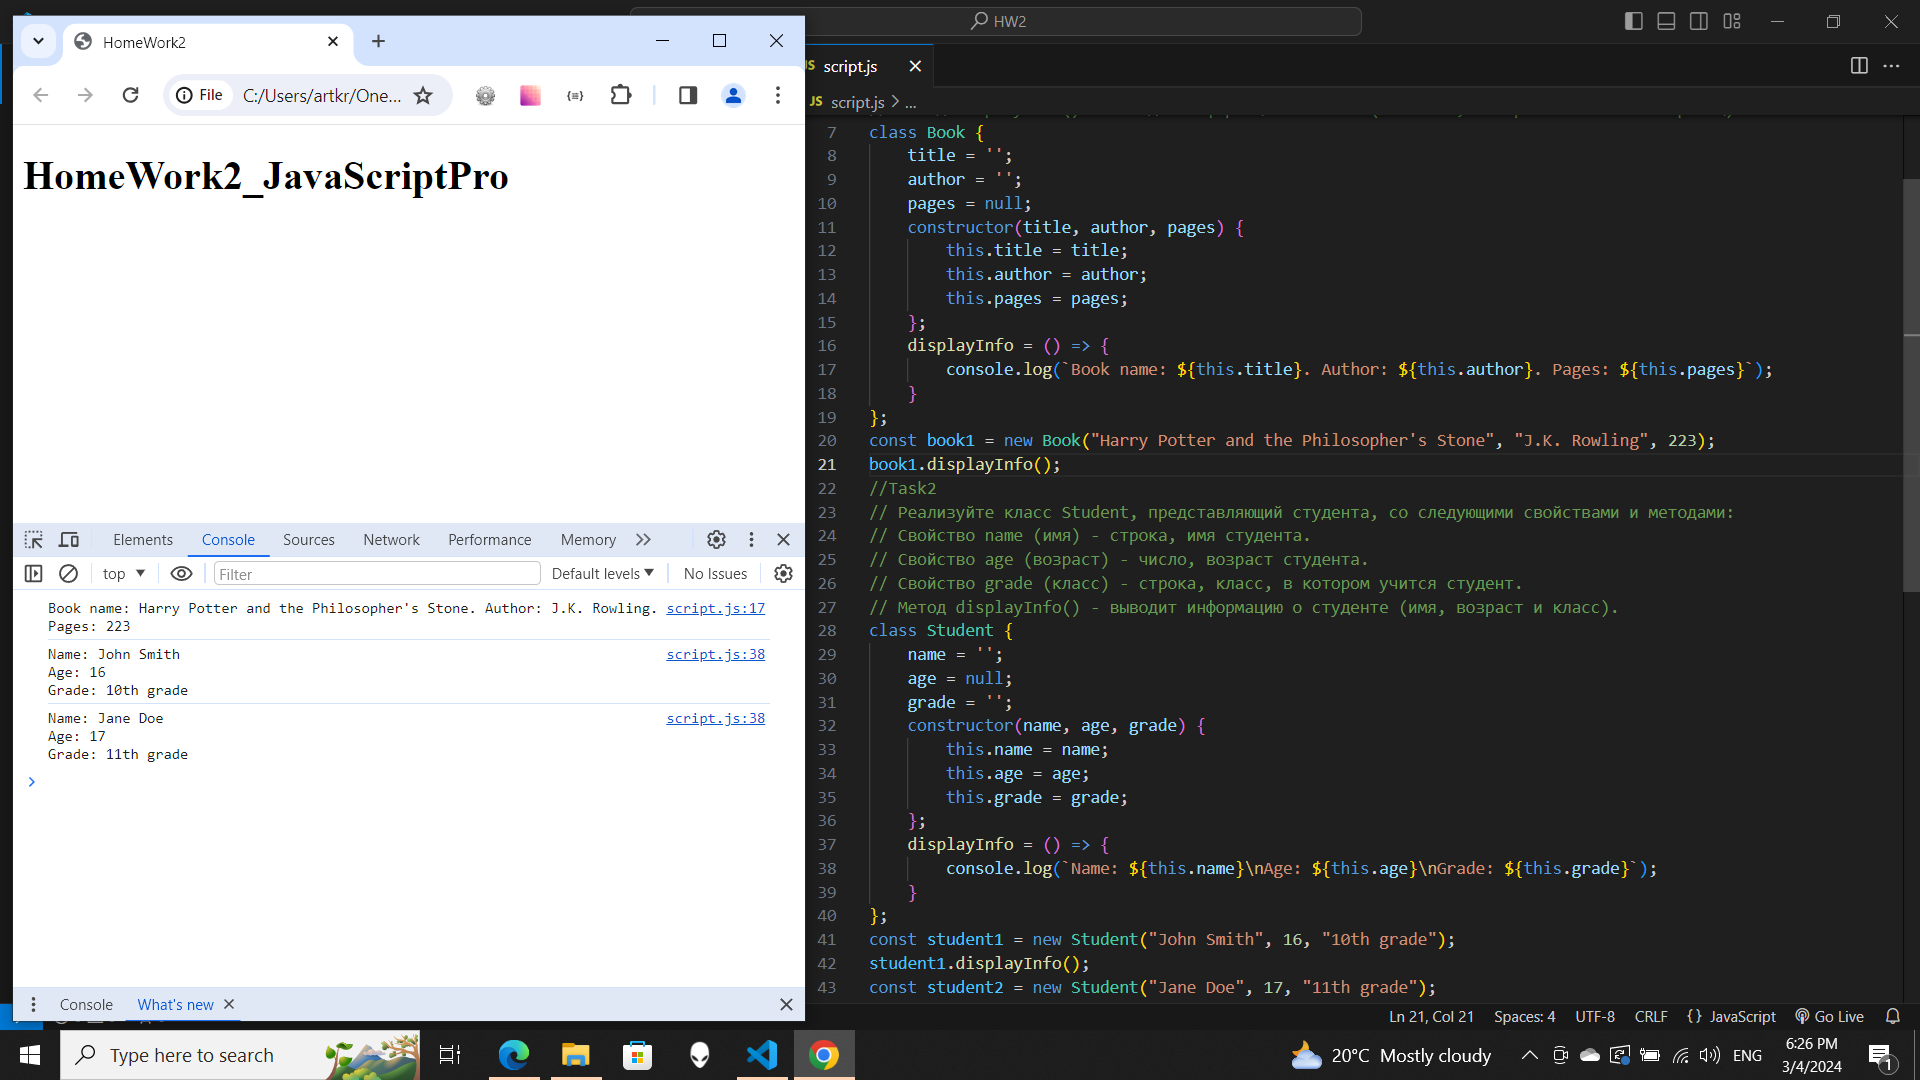 HomeWork2
File
C:/Users/artkr/One...
HomeWork2_JavaScriptPro
Elements
Console
Sources
Network
Performance
Memory
top
Filter
Default levels
No Issues
Book name: Harry Potter and the Philosopher's Stone. Author: J.K. Rowling. script.js:17
Pages: 223
Name: John Smith script.js:38
Age: 16
Grade: 10th grade
Name: Jane Doe script.js:38
Age: 17
Grade: 11th grade
Console
What's new
HW2
JS script.js
JS script.js > ...
7 class Book {
8 title = '';
9 author = '';
10 pages = null;
11 constructor(title, author, pages) {
12 this.title = title;
13 this.author = author;
14 this.pages = pages;
15 };
16 displayInfo = () => {
17 console.log(`Book name: ${this.title}. Author: ${this.author}. Pages: ${this.pages}`);
18 }
19 };
20 const book1 = new Book("Harry Potter and the Philosopher's Stone", "J.K. Rowling", 223);
21 book1.displayInfo();
22 //Task2
23 // Реализуйте класс Student, представляющий студента, со следующими свойствами и методами:
24 // Свойство name (имя) - строка, имя студента.
25 // Свойство age (возраст) - число, возраст студента.
26 // Свойство grade (класс) - строка, класс, в котором учится студент.
27 // Метод displayInfo() - выводит информацию о студенте (имя, возраст и класс).
28 class Student {
29 name = '';
30 age = null;
31 grade = '';
32 constructor(name, age, grade) {
33 this.name = name;
34 this.age = age;
35 this.grade = grade;
36 };
37 displayInfo = () => {
38 console.log(`Name: ${this.name}\nAge: ${this.age}\nGrade: ${this.grade}`);
39 }
40 };
41 const student1 = new Student("John Smith", 16, "10th grade");
42 student1.displayInfo();
43 const student2 = new Student("Jane Doe", 17, "11th grade");
Ln 21, Col 21
Spaces: 4
UTF-8
CRLF
{} JavaScript
Go Live
Type here to search
20°C Mostly cloudy
ENG
6:26 PM
3/4/2024
1